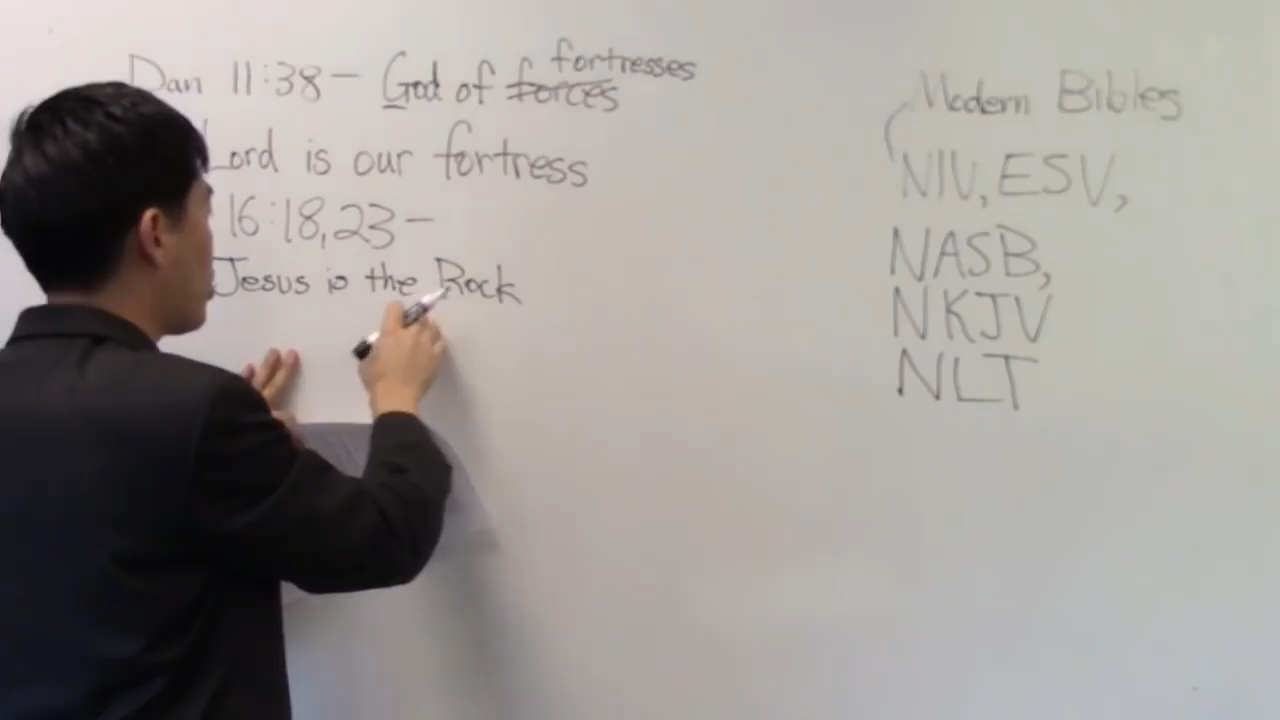 fortresses
Dan 11:38 – God of forces
Lord is our fortress
16:18,23 –
Jesus is the Rock
Modern Bibles
NIV, ESV,
NASB,
NKJV
NLT